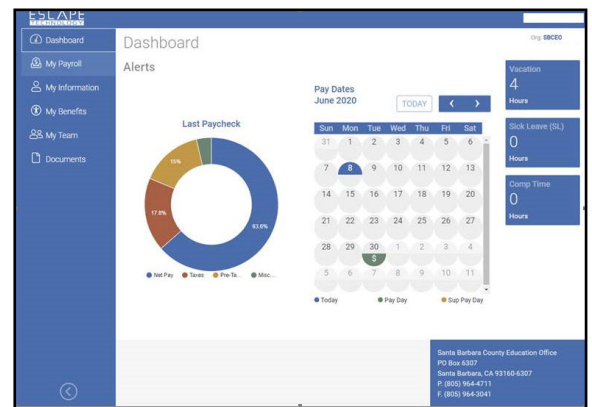 ESCAPE
TECHNOLOGY
Org: SBCEO
Dashboard
My Payroll
My Information
My Benefits
My Team
Documents
Dashboard
Alerts
Last Paycheck
15%
17.8%
63.8%
Net Pay Taxes Pre-Ta... Misc...
Pay Dates
June 2020
TODAY
Sun Mon Tue Wed Thu Fri Sat
31 1 2 3 4 5 6
7 8 9 10 11 12 13
14 15 16 17 18 19 20
21 22 23 24 25 26 27
28 29 30 1 2 3 4
$
5 6 7 8 9 10 11
Today Pay Day Sup Pay Day
Vacation
4
Hours
Sick Leave (SL)
0
Hours
Comp Time
0
Hours
Santa Barbara County Education Office
PO Box 6307
Santa Barbara, CA 93160-6307
P. (805) 964-4711
F. (805) 964-3041